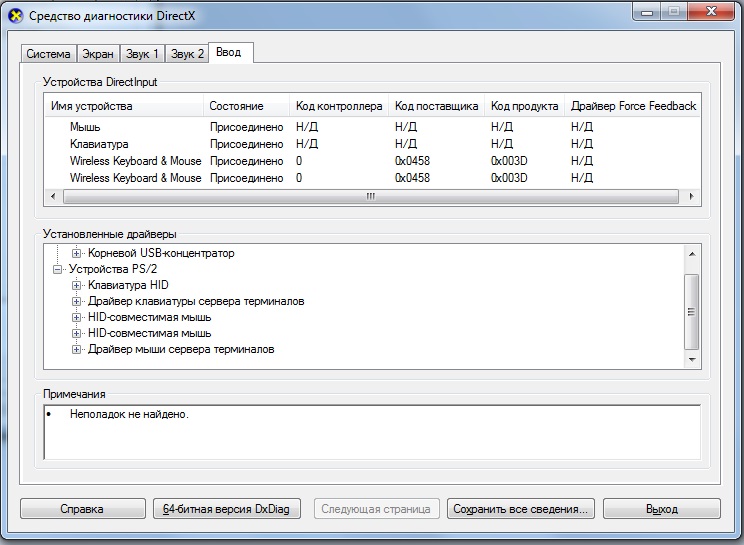 Средство диагностики DirectX
Система Экран Звук 1 Звук 2 Ввод
Устройства DirectInput
Имя устройства Состояние Код контроллера Код поставщика Код продукта Драйвер Force Feedback
Мышь Присоединено Н/Д Н/Д Н/Д Н/Д
Клавиатура Присоединено Н/Д Н/Д Н/Д Н/Д
Wireless Keyboard & Mouse Присоединено 0 0x0458 0x003D Н/Д
Wireless Keyboard & Mouse Присоединено 0 0x0458 0x003D Н/Д
Установленные драйверы
Корневой USB-концентратор
Устройства PS/2
Клавиатура HID
Драйвер клавиатуры сервера терминалов
HID-совместимая мышь
HID-совместимая мышь
Драйвер мыши сервера терминалов
Примечания
• Неполадок не найдено.
Справка 64-битная версия DxDiag Следующая страница Сохранить все сведения... Выход